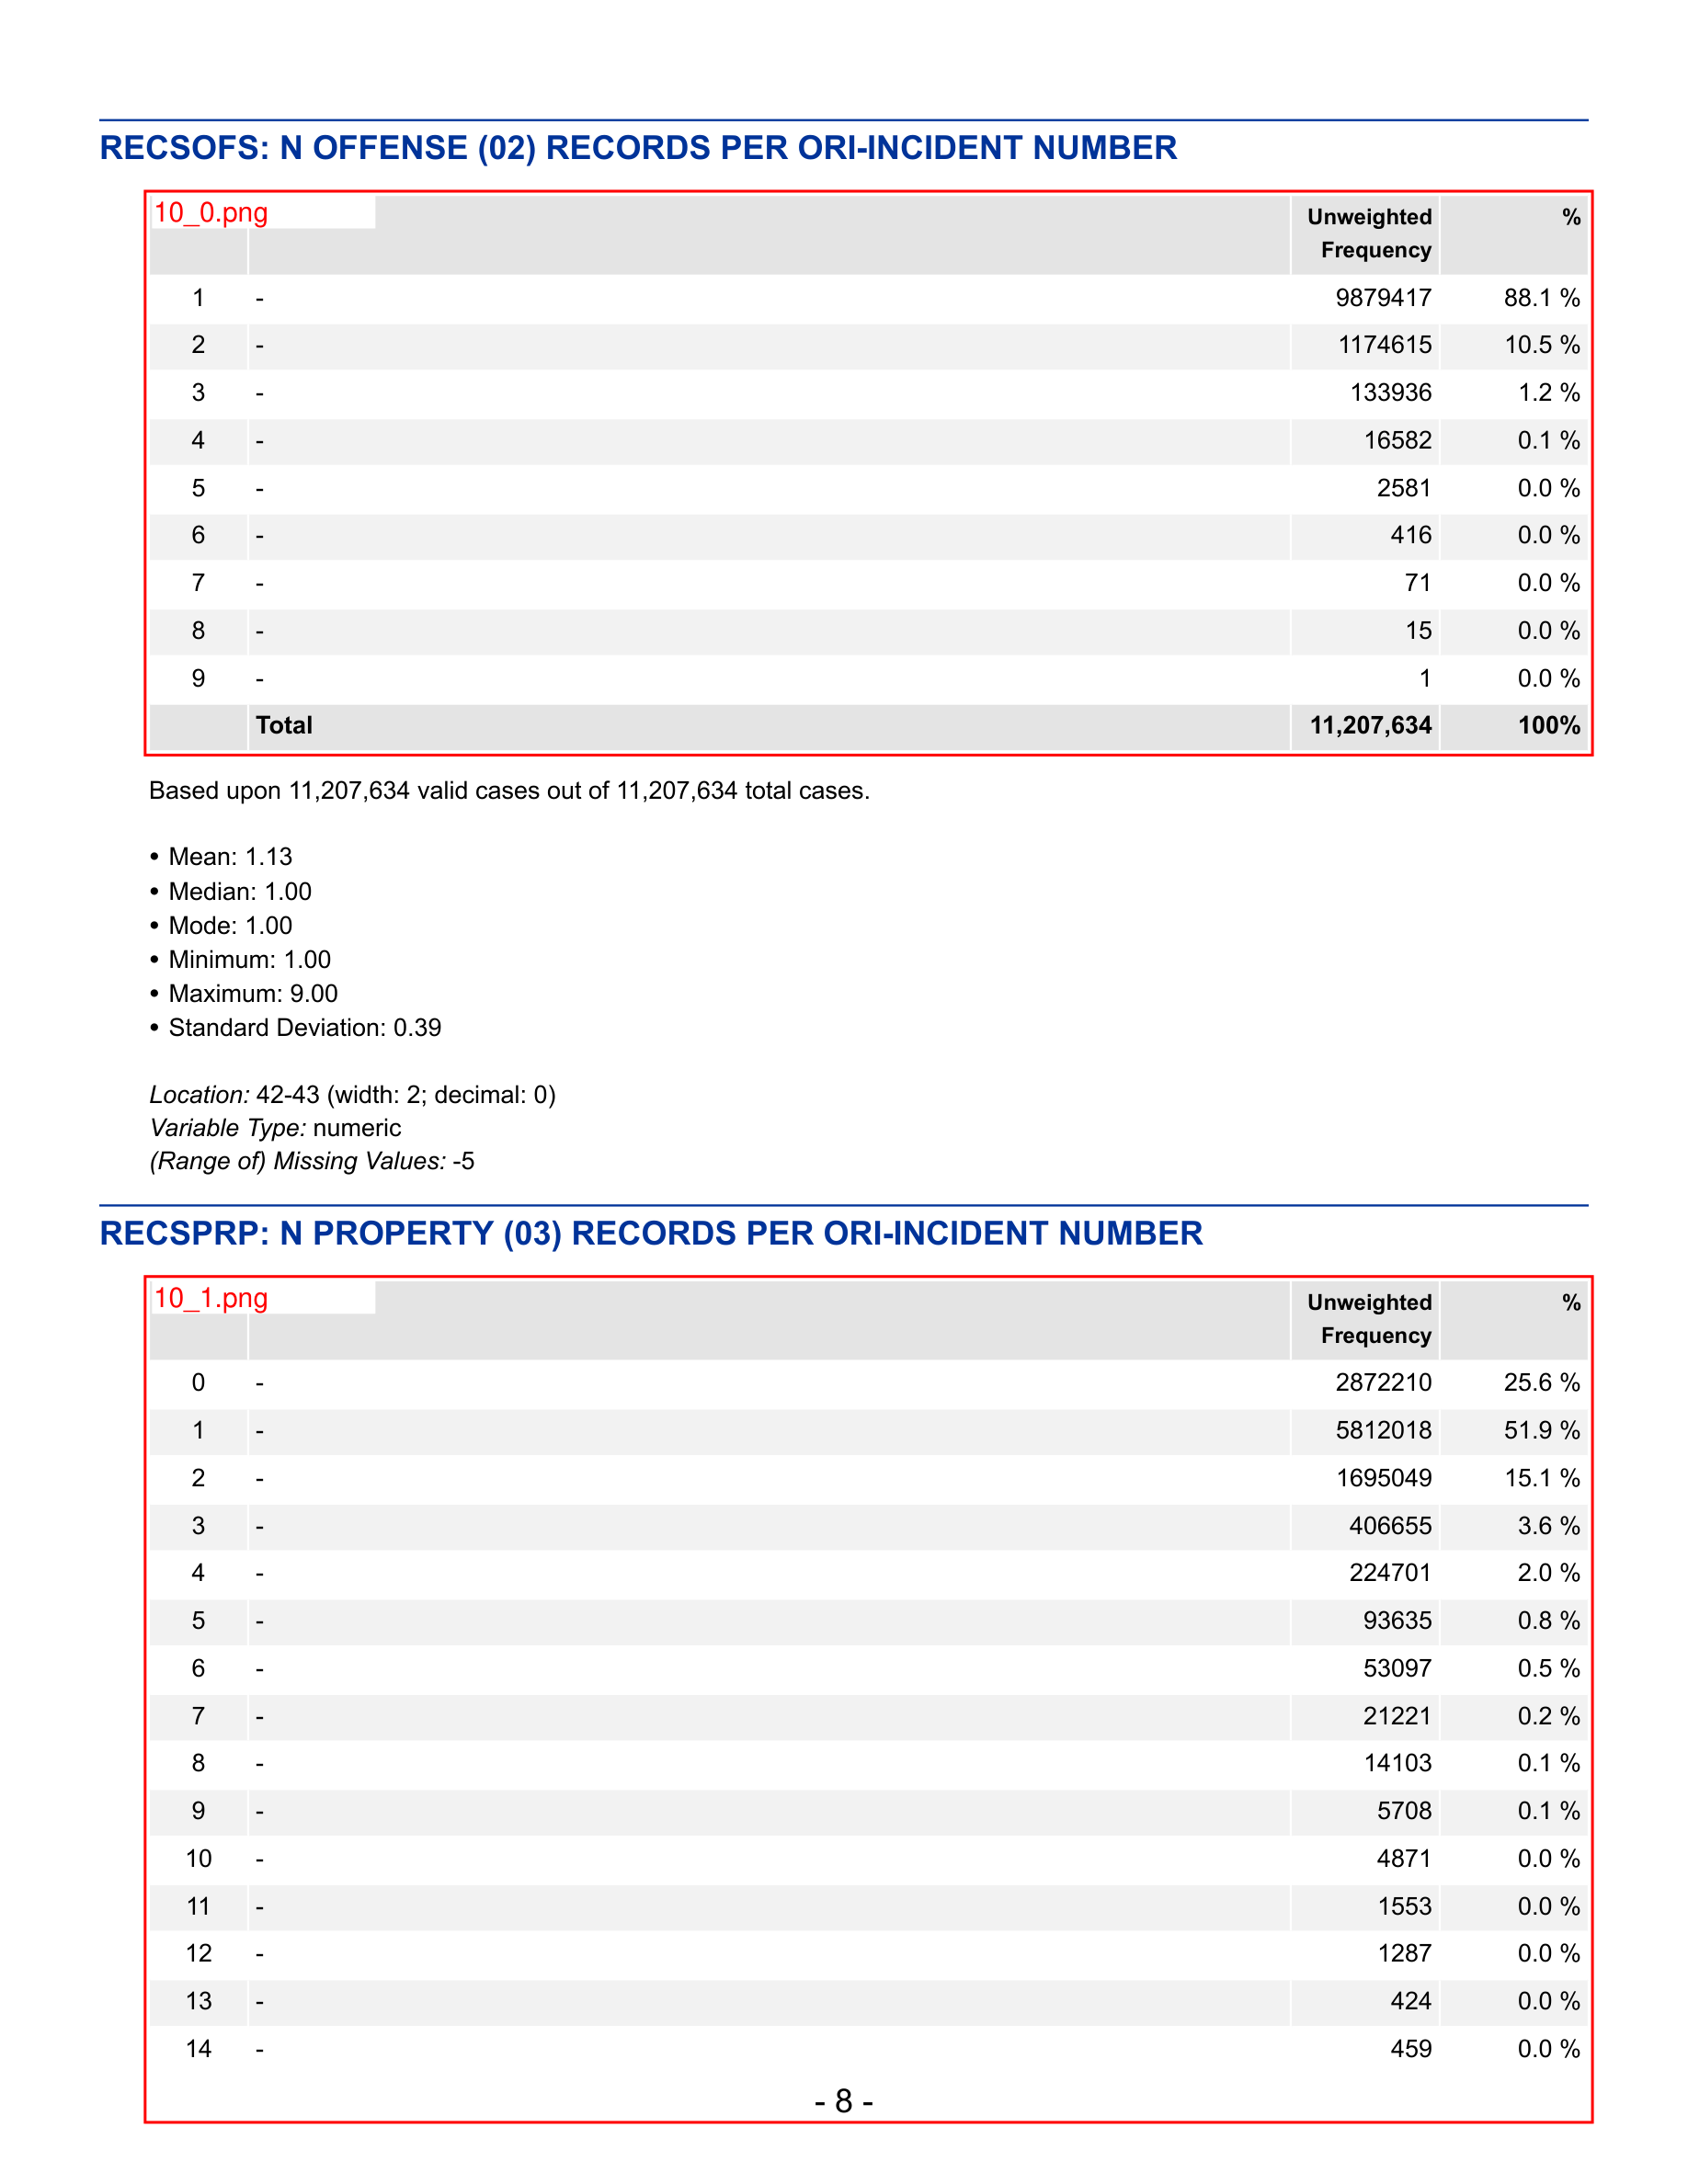 RECSOFS: N OFFENSE (02) RECORDS PER ORI-INCIDENT NUMBER
10_0.png
Unweighted Frequency %
1 - 9879417 88.1 %
2 - 1174615 10.5 %
3 - 133936 1.2 %
4 - 16582 0.1 %
5 - 2581 0.0 %
6 - 416 0.0 %
7 - 71 0.0 %
8 - 15 0.0 %
9 - 1 0.0 %
Total 11,207,634 100%
Based upon 11,207,634 valid cases out of 11,207,634 total cases.
• Mean: 1.13
• Median: 1.00
• Mode: 1.00
• Minimum: 1.00
• Maximum: 9.00
• Standard Deviation: 0.39
Location: 42-43 (width: 2; decimal: 0)
Variable Type: numeric
(Range of) Missing Values: -5
RECSPRP: N PROPERTY (03) RECORDS PER ORI-INCIDENT NUMBER
10_1.png
Unweighted Frequency %
0 - 2872210 25.6 %
1 - 5812018 51.9 %
2 - 1695049 15.1 %
3 - 406655 3.6 %
4 - 224701 2.0 %
5 - 93635 0.8 %
6 - 53097 0.5 %
7 - 21221 0.2 %
8 - 14103 0.1 %
9 - 5708 0.1 %
10 - 4871 0.0 %
11 - 1553 0.0 %
12 - 1287 0.0 %
13 - 424 0.0 %
14 - 459 0.0 %
- 8 -